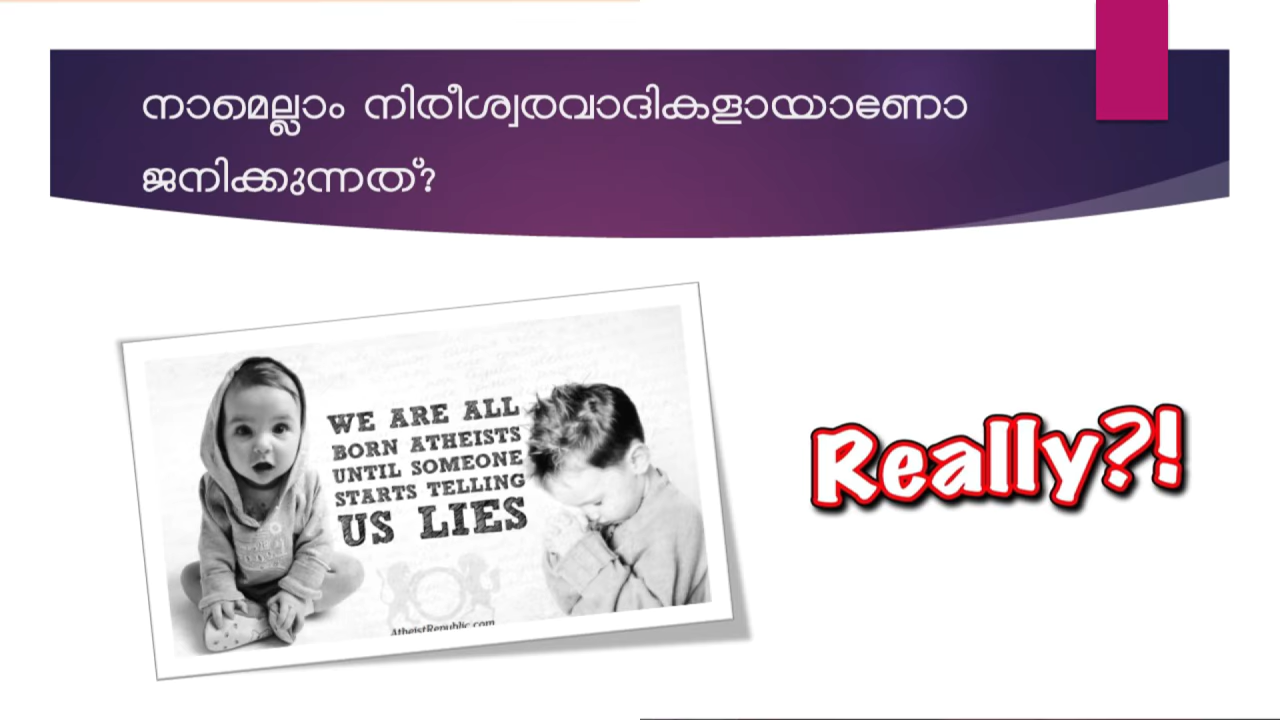 നാമെല്ലാം നിരീശ്വരവാദികളായാണോ
ജനിക്കുന്നത്?
WE ARE ALL
BORN ATHEISTS
UNTIL SOMEONE
STARTS TELLING
US LIES
AtheistRepublic.com
Really?!